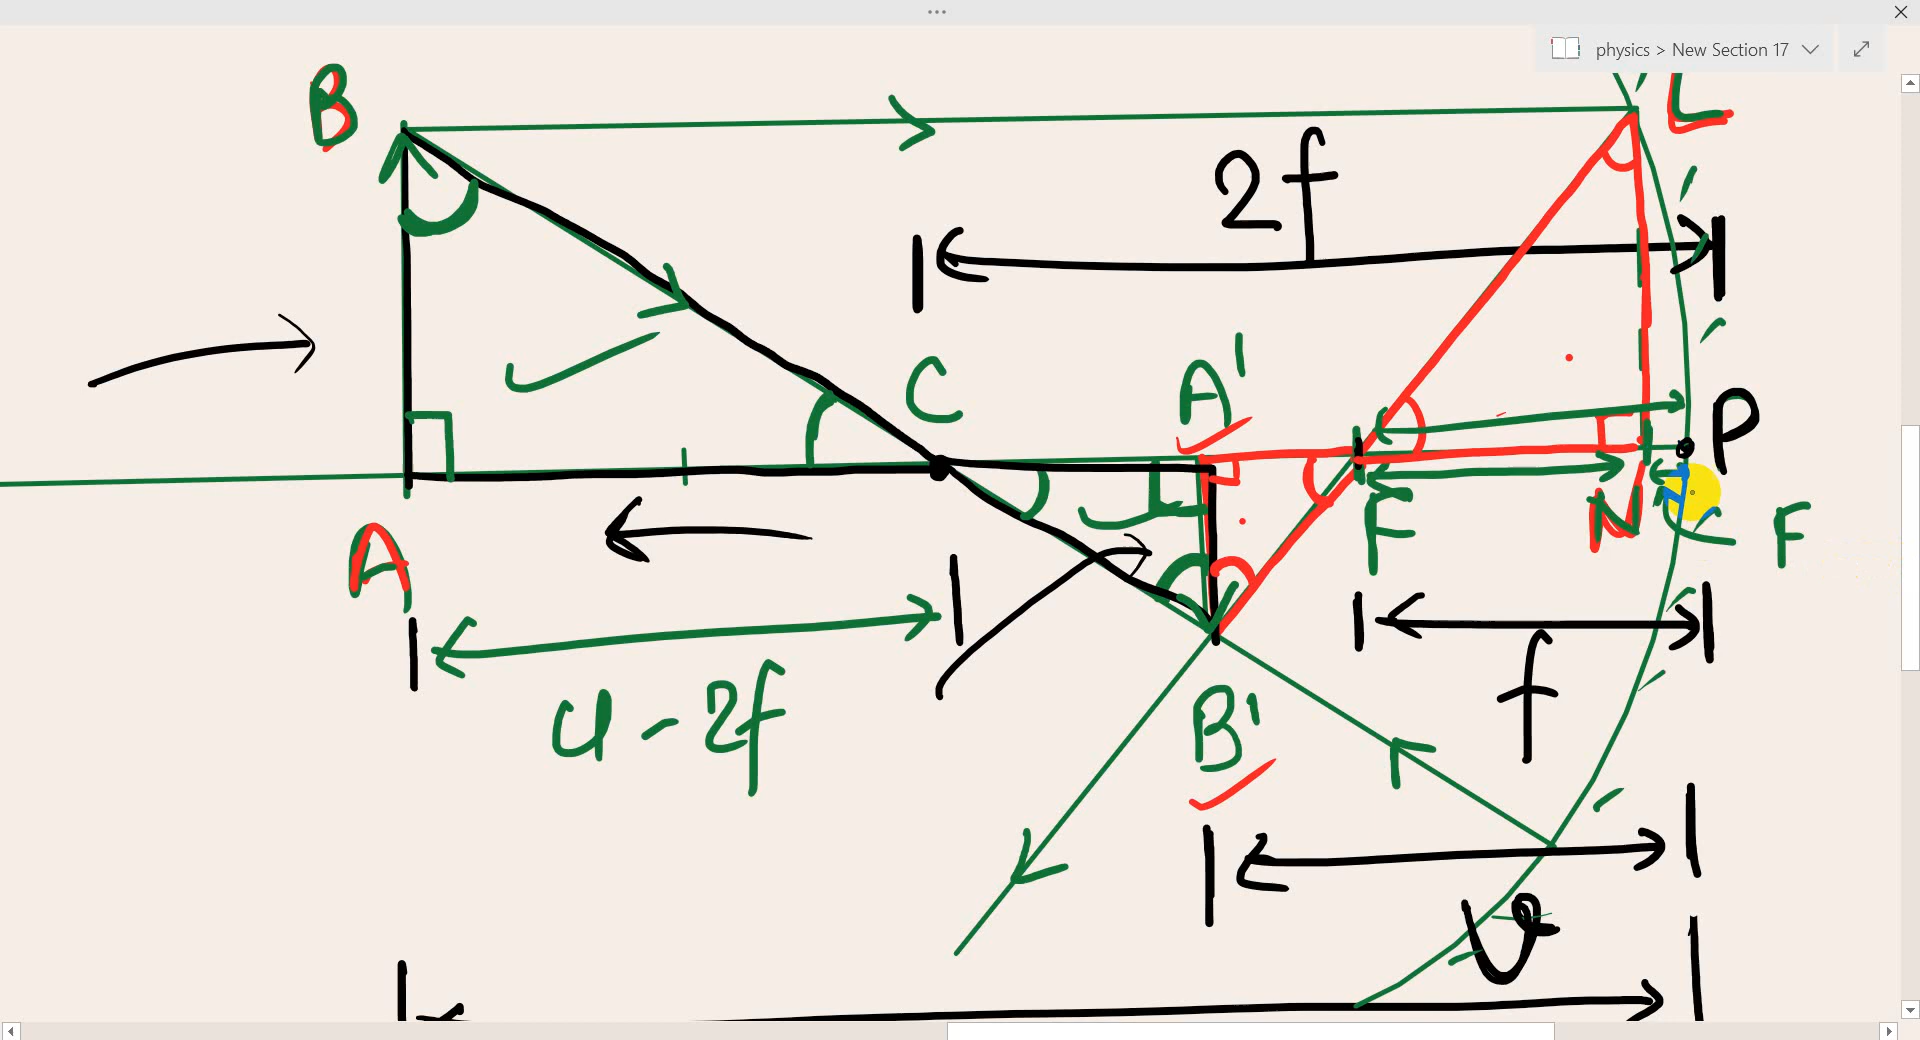 physics > New Section 17
B
L
2f
C
A'
P
F
N
F
A
u - 2f
f
B'
v